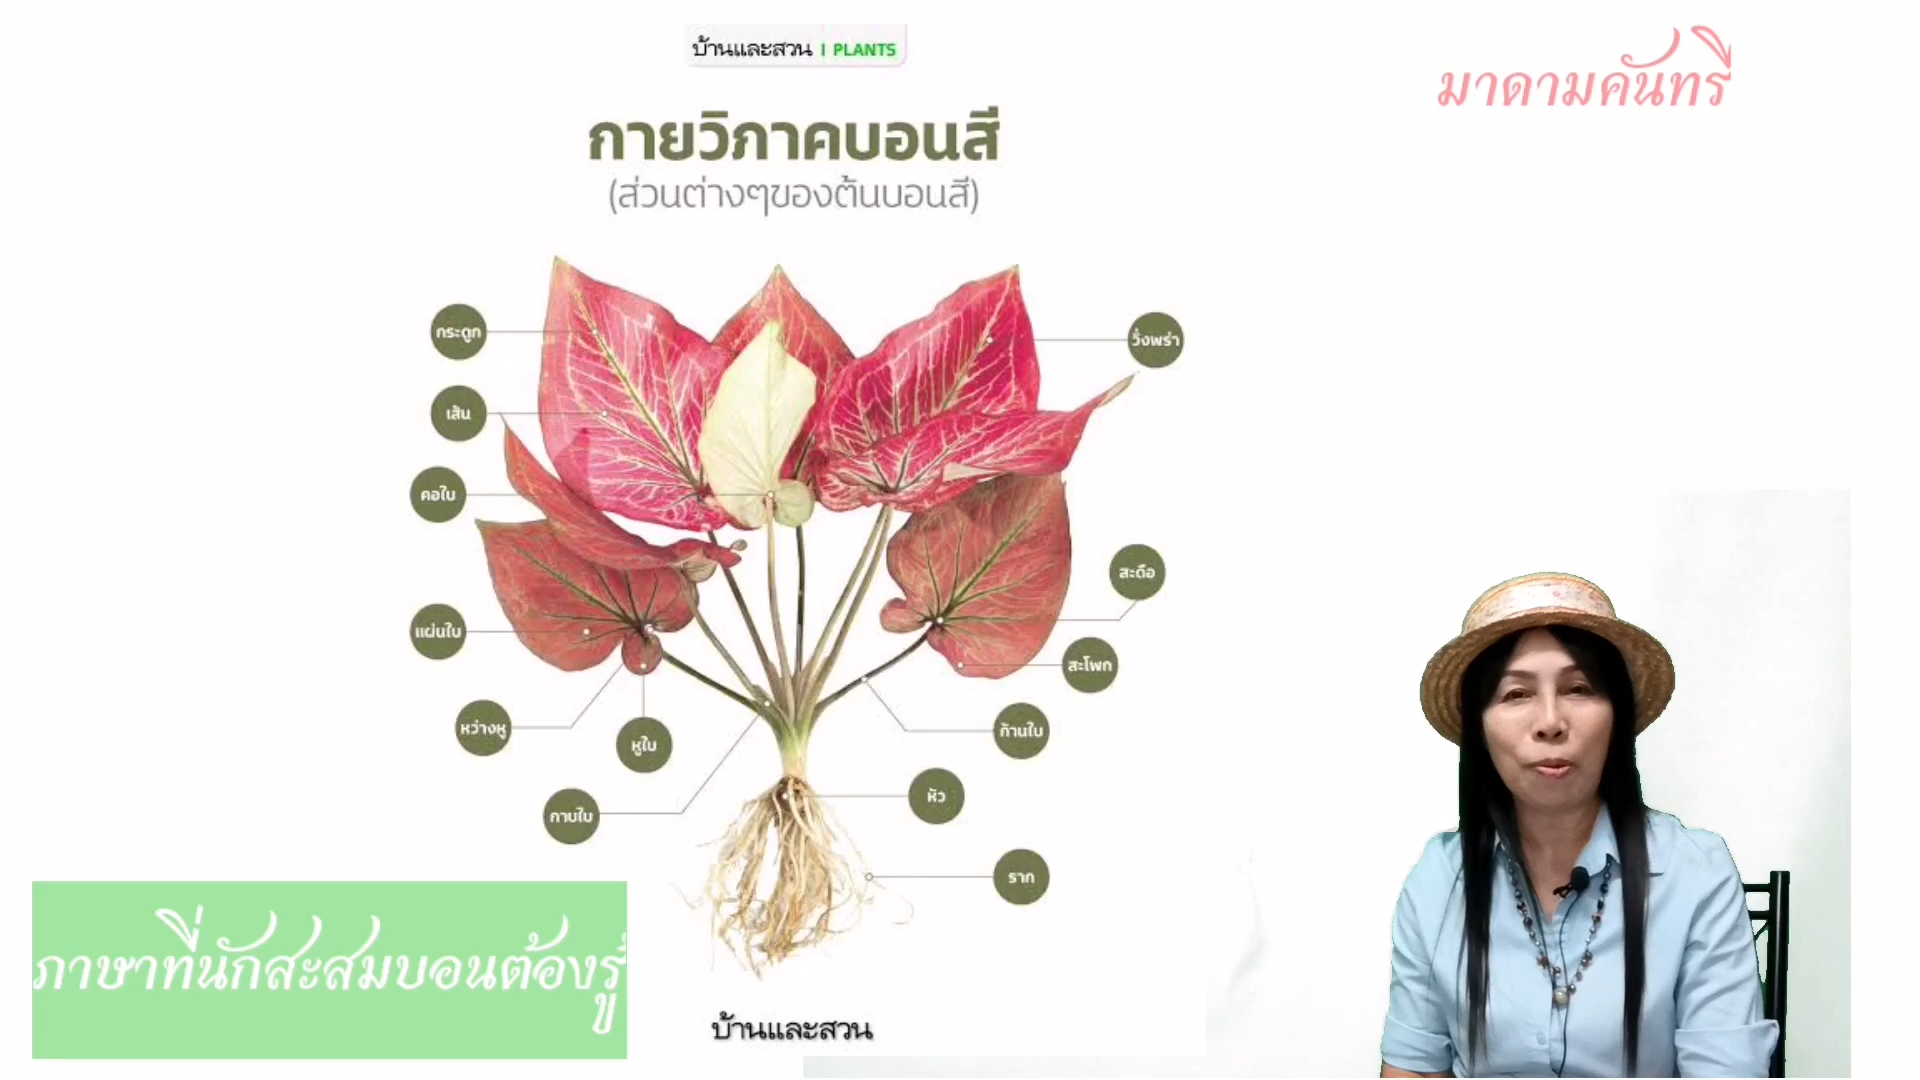 บ้านและสวน | PLANTS
มาดามคันทรี
กายวิภาคบอนสี
(ส่วนต่างๆของต้นบอนสี)
กระดูก
วิ่งพร่า
เส้น
คอใบ
สะดือ
แผ่นใบ
สะโพก
หว่างหู
หูใบ
ก้านใบ
หัว
กาบใบ
ราก
ภาษาที่นักสะสมบอนต้องรู้
บ้านและสวน